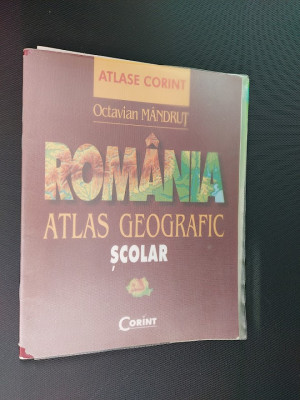 ATLASE CORINT
Octavian MÂNDRUȚ
ROMÂNIA
ATLAS GEOGRAFIC
ȘCOLAR
CORINT